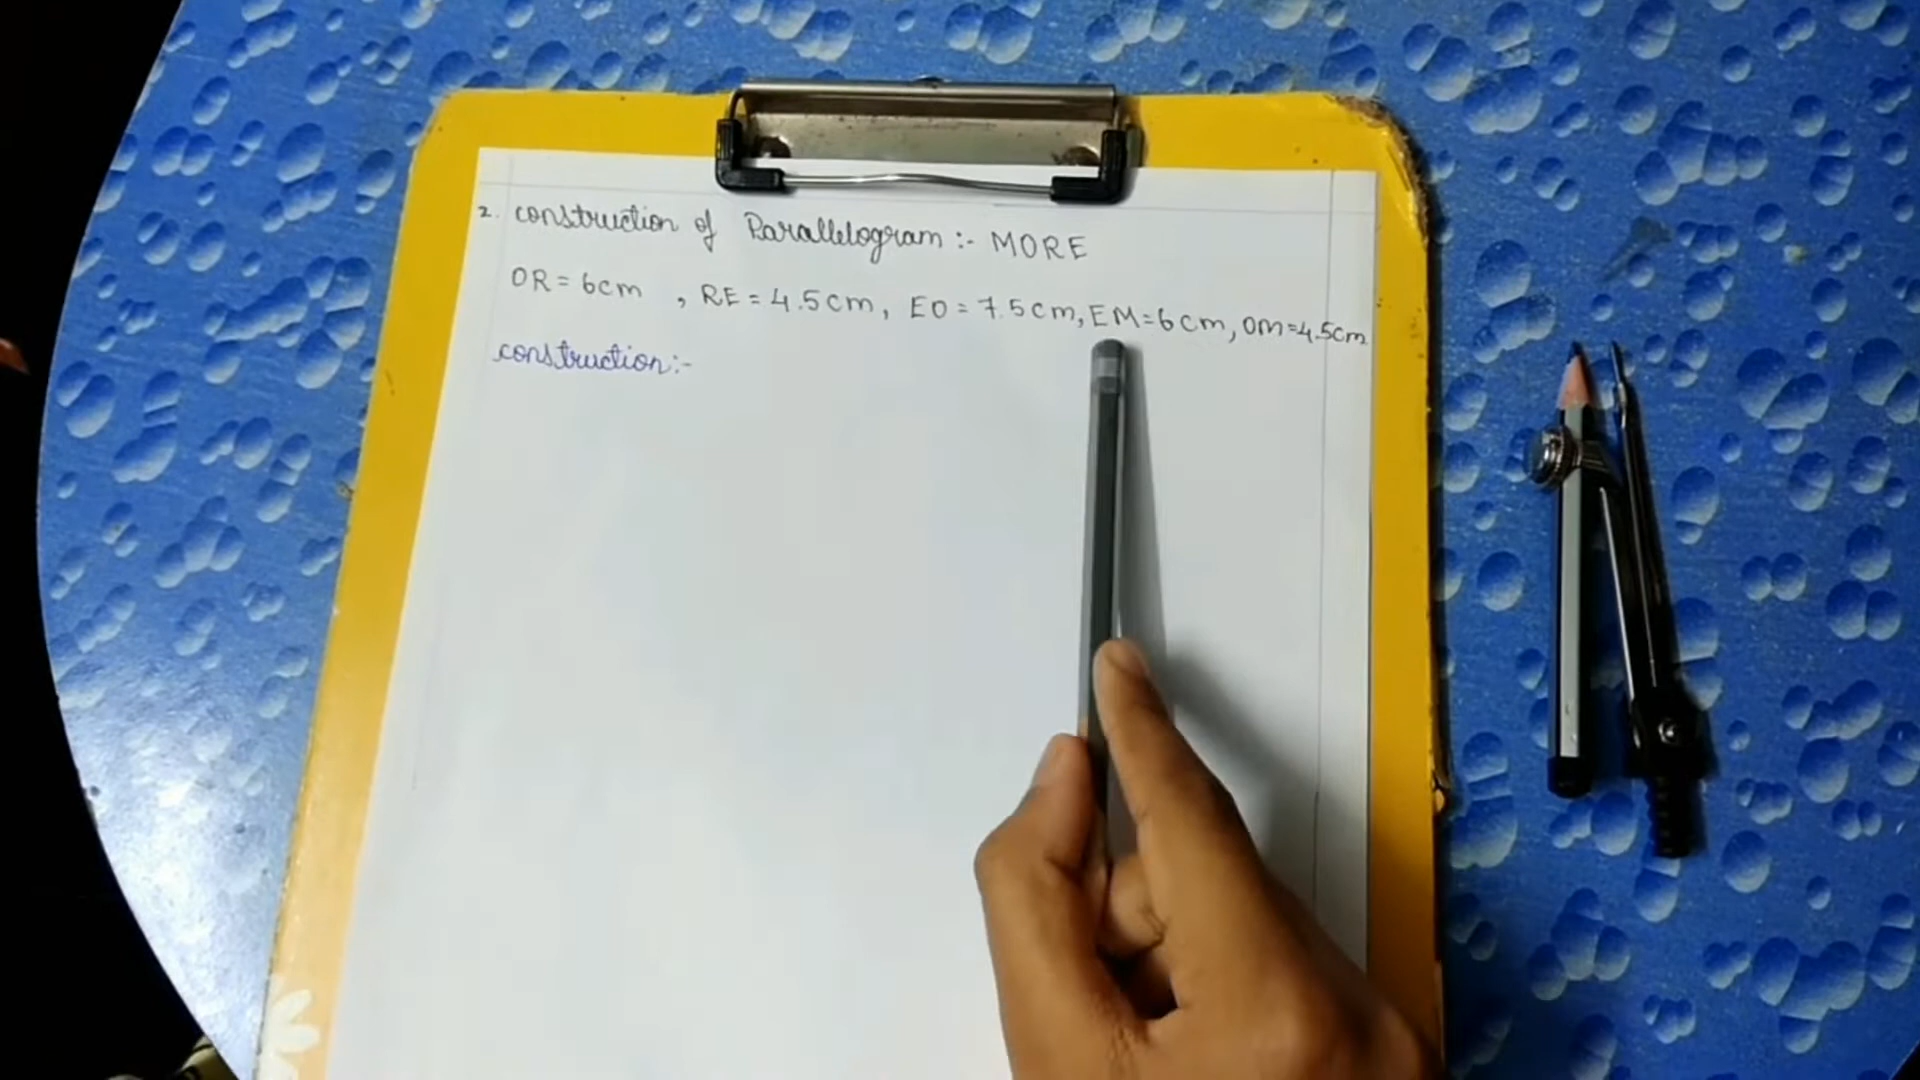 2. construction of Parallelogram :- MORE
OR = 6cm , RE = 4.5cm, EO = 7.5cm, EM=6cm, OM=4.5cm
construction:-